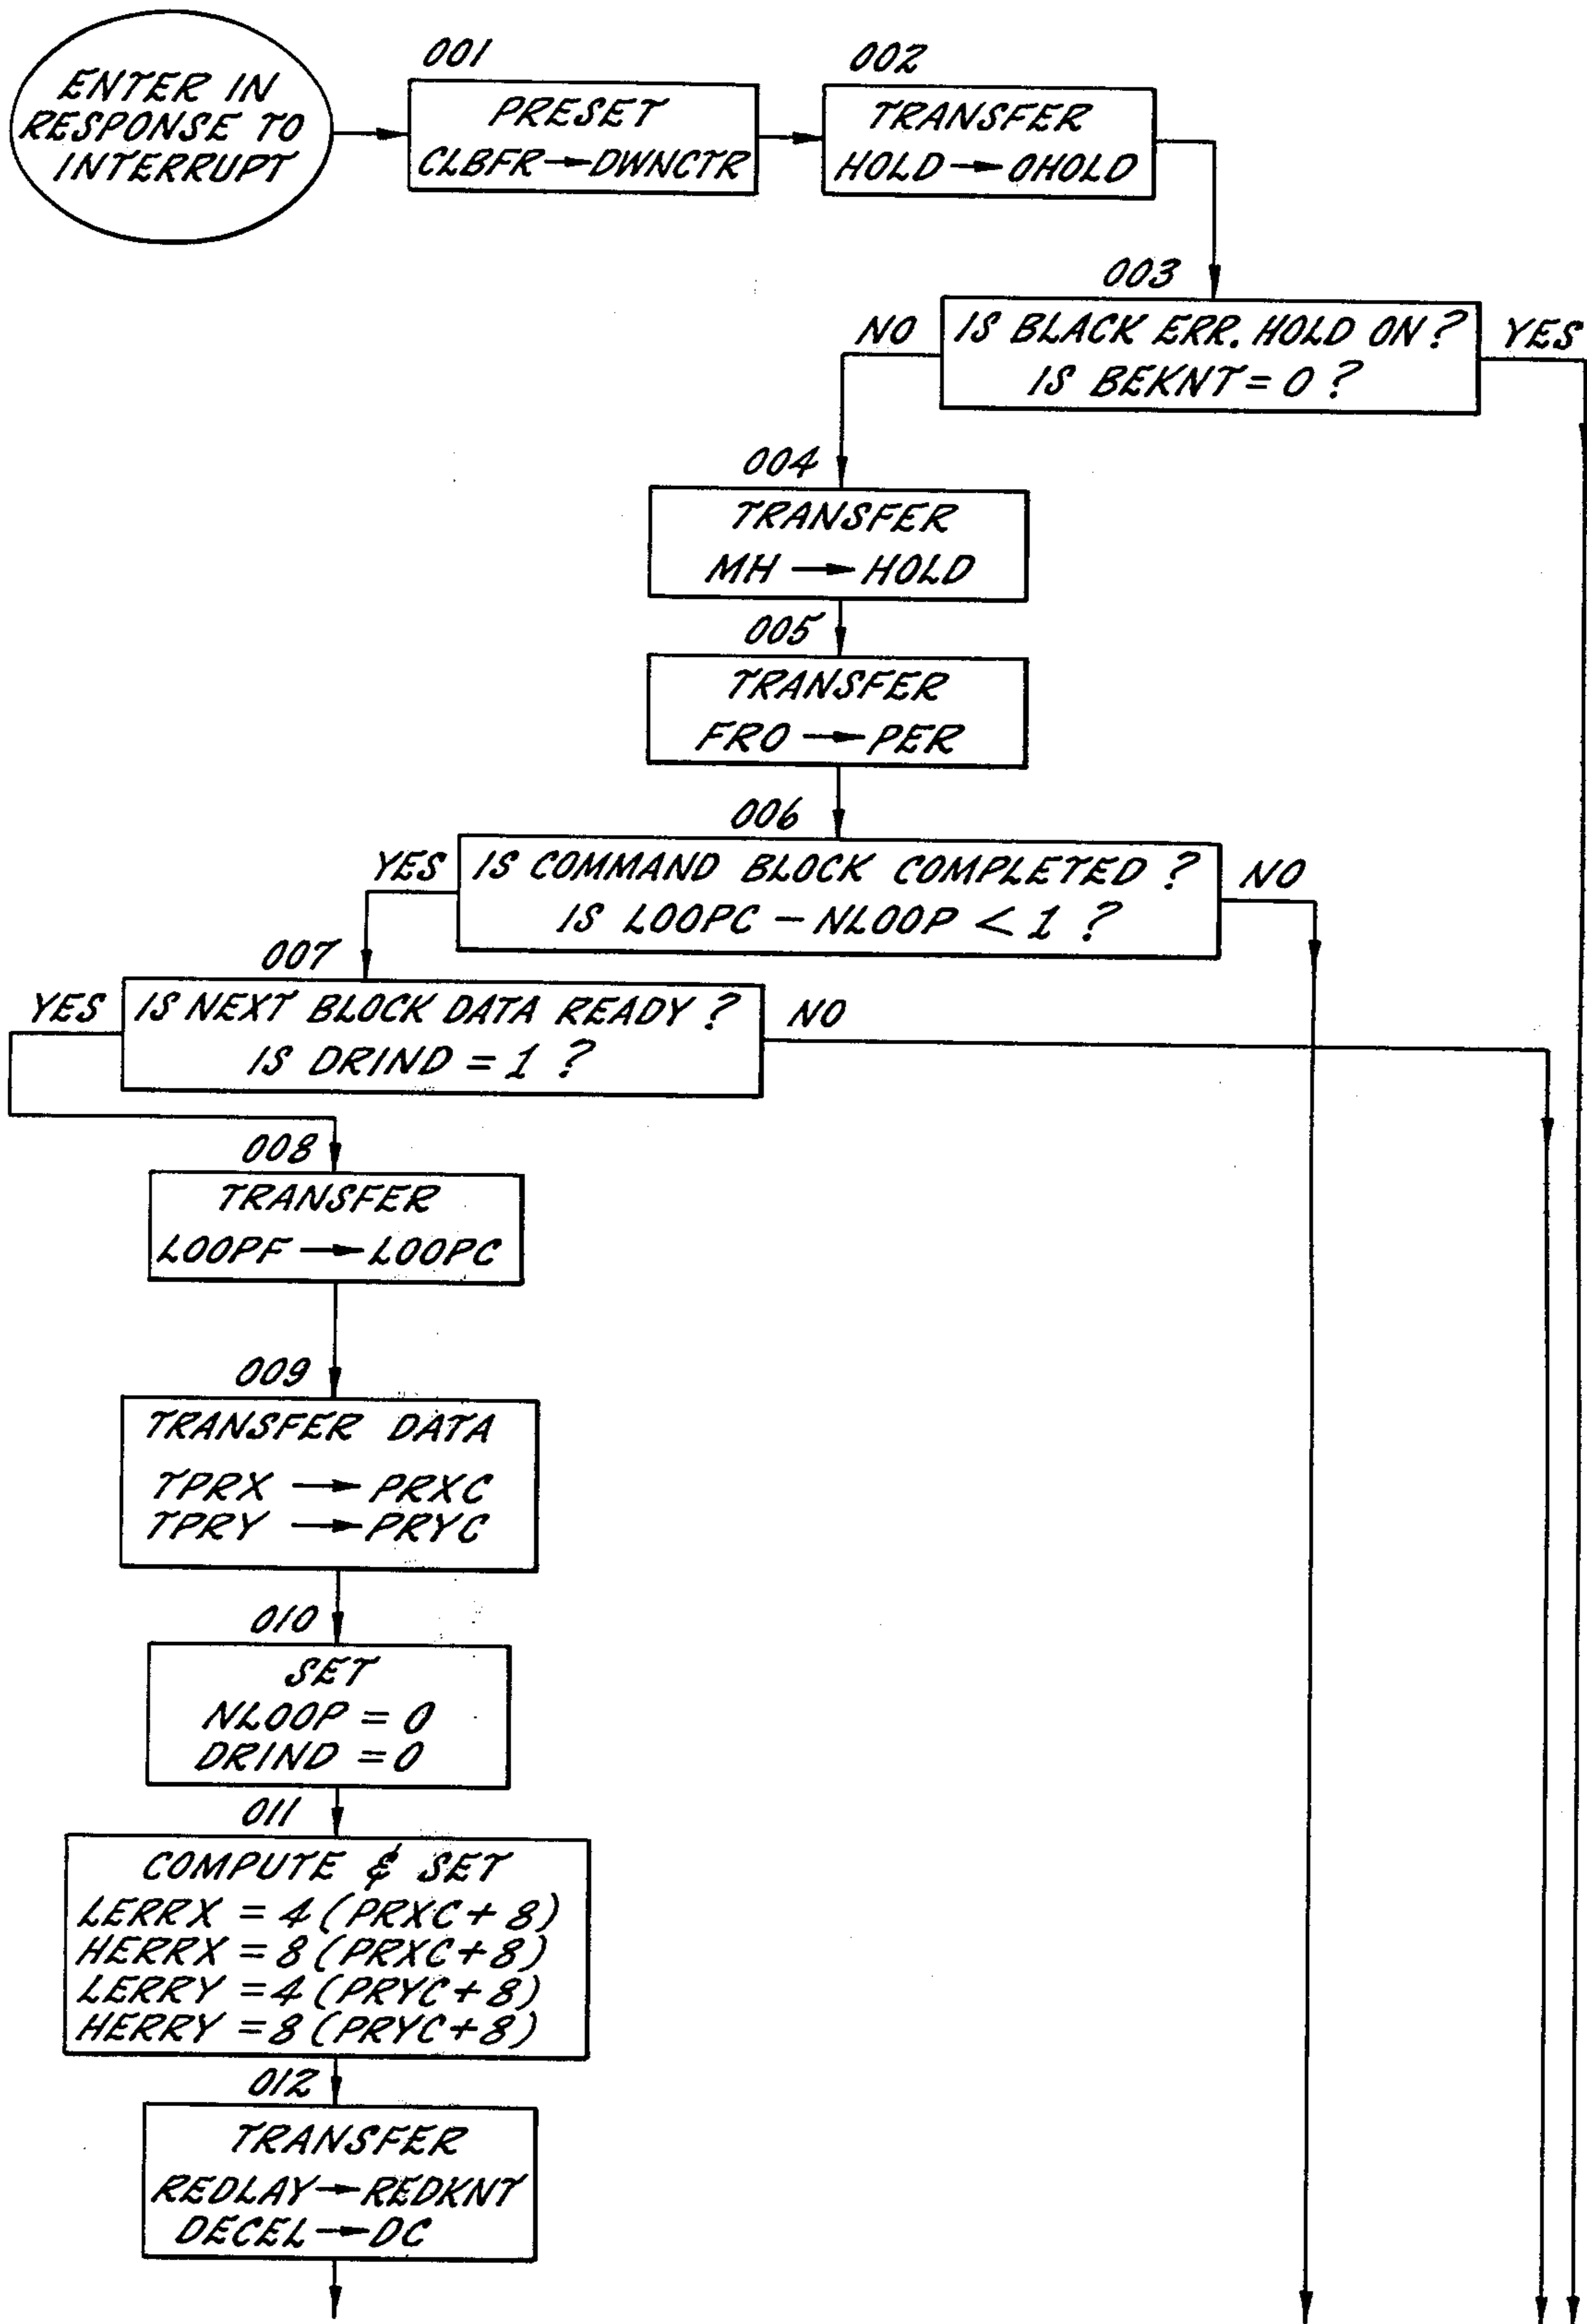 ENTER IN
RESPONSE TO
INTERRUPT
001
PRESET
CLBFR → DWNCTR
002
TRANSFER
HOLD → OHOLD
003
NO
IS BLACK ERR. HOLD ON ?
IS BEKNT = 0 ?
YES
004
TRANSFER
MH → HOLD
005
TRANSFER
FRO → PER
006
YES
IS COMMAND BLOCK COMPLETED ?
IS LOOPC - NLOOP < 1 ?
NO
007
YES
IS NEXT BLOCK DATA READY ?
IS DRIND = 1 ?
NO
008
TRANSFER
LOOPF → LOOPC
009
TRANSFER DATA
TPRX → PRXC
TPRY → PRYC
010
SET
NLOOP = 0
DRIND = 0
011
COMPUTE & SET
LERRX = 4 (PRXC + 8)
HERRX = 8 (PRXC + 8)
LERRY = 4 (PRYC + 8)
HERRY = 8 (PRYC + 8)
012
TRANSFER
REDLAY → REDKNT
DECEL → DC